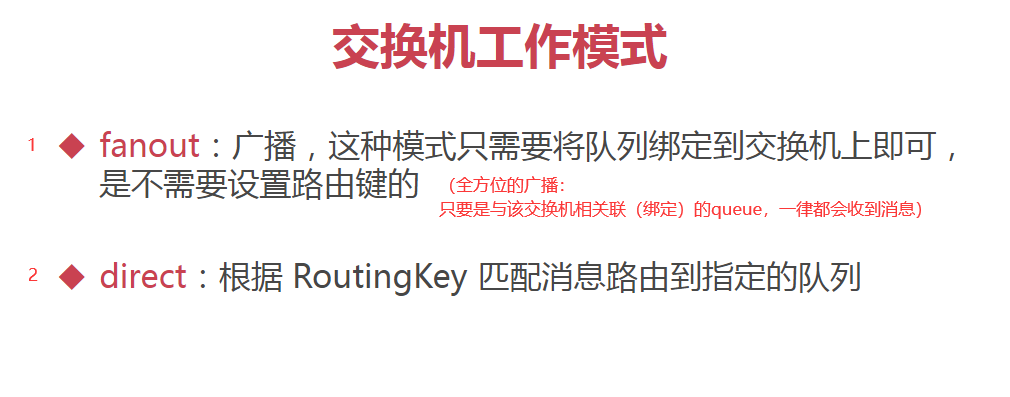 交换机工作模式
1 ◆ fanout：广播，这种模式只需要将队列绑定到交换机上即可，
是不需要设置路由键的 （全方位的广播：
只要是与该交换机相关联（绑定）的queue，一律都会收到消息）
2 ◆ direct：根据 RoutingKey 匹配消息路由到指定的队列